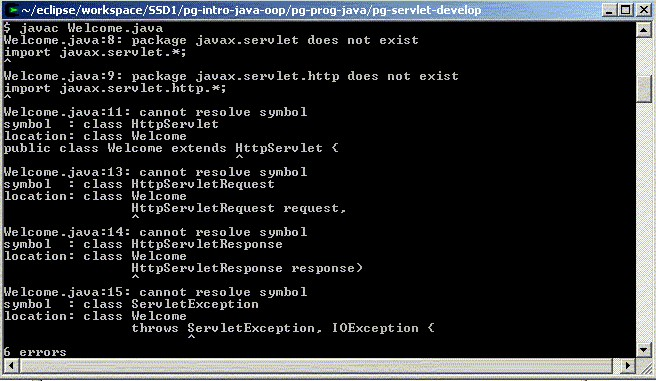 ~/eclipse/workspace/SSD1/pg-intro-java-oop/pg-prog-java/pg-servlet-develop
$ javac Welcome.java
Welcome.java:8: package javax.servlet does not exist
import javax.servlet.*;
^
Welcome.java:9: package javax.servlet.http does not exist
import javax.servlet.http.*;
^
Welcome.java:11: cannot resolve symbol
symbol  : class HttpServlet
location: class Welcome
public class Welcome extends HttpServlet {
                             ^
Welcome.java:13: cannot resolve symbol
symbol  : class HttpServletRequest
location: class Welcome
                HttpServletRequest request,
                ^
Welcome.java:14: cannot resolve symbol
symbol  : class HttpServletResponse
location: class Welcome
                HttpServletResponse response)
                ^
Welcome.java:15: cannot resolve symbol
symbol  : class ServletException
location: class Welcome
                throws ServletException, IOException {
                       ^
6 errors